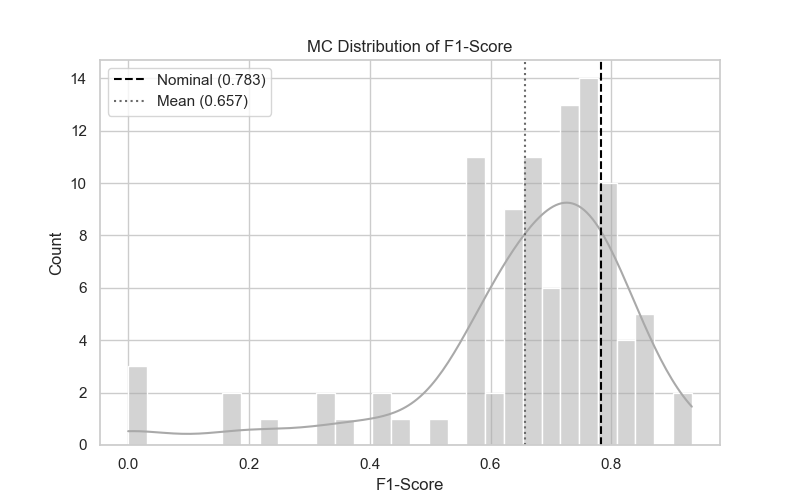 MC Distribution of F1-Score
Nominal (0.783)
Mean (0.657)
Count
14
12
10
8
6
4
2
0
0.0 0.2 0.4 0.6 0.8
F1-Score